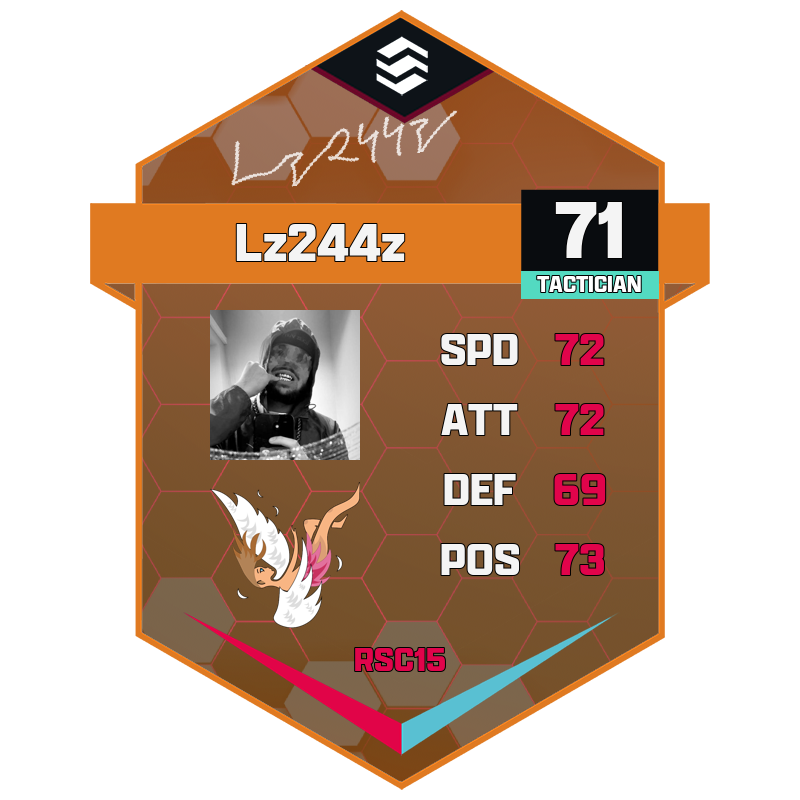 Lz244z
Lz244z
71
TACTICIAN
SPD 72
ATT 72
DEF 69
POS 73
RSC15